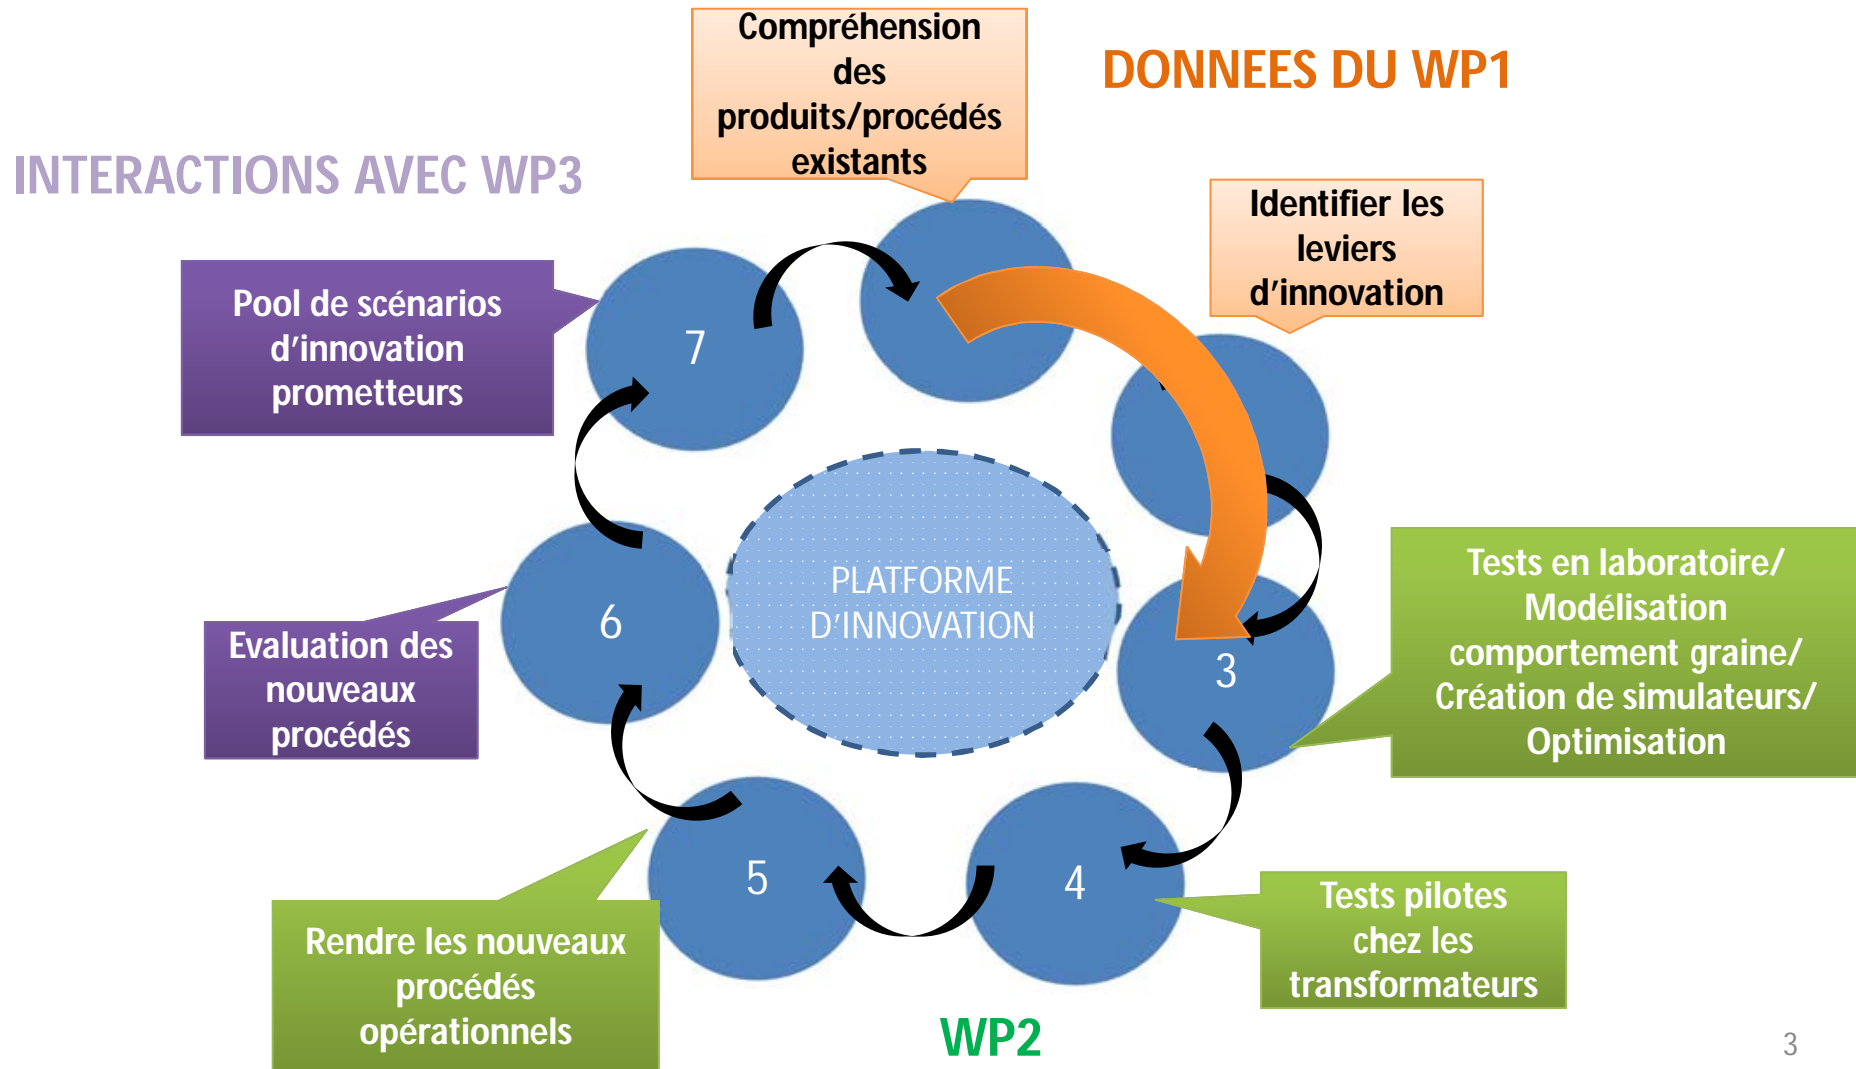 Compréhension
des
produits/procédés
existants
DONNEES DU WP1
INTERACTIONS AVEC WP3
Identifier les
leviers
d’innovation
Pool de scénarios
d’innovation
prometteurs
7
PLATFORME
D’INNOVATION
Tests en laboratoire/
Modélisation
comportement graine/
Création de simulateurs/
Optimisation
6
Evaluation des
nouveaux
procédés
3
5
4
Tests pilotes
chez les
transformateurs
Rendre les nouveaux
procédés
opérationnels
WP2
3